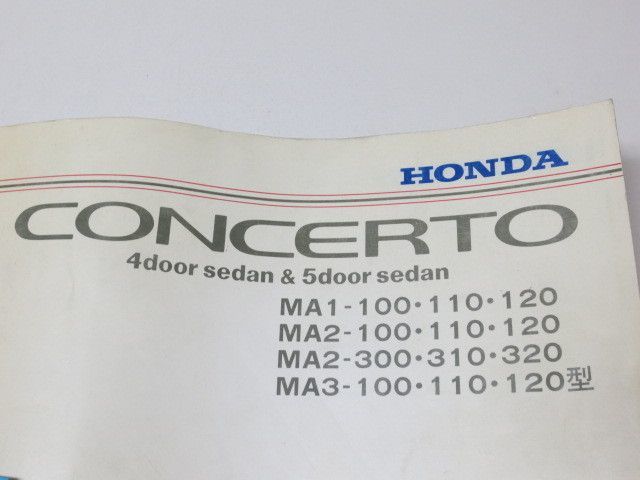 HONDA
CONCERTO
4door sedan & 5door sedan
MA1-100・110・120
MA2-100・110・120
MA2-300・310・320
MA3-100・110・120型